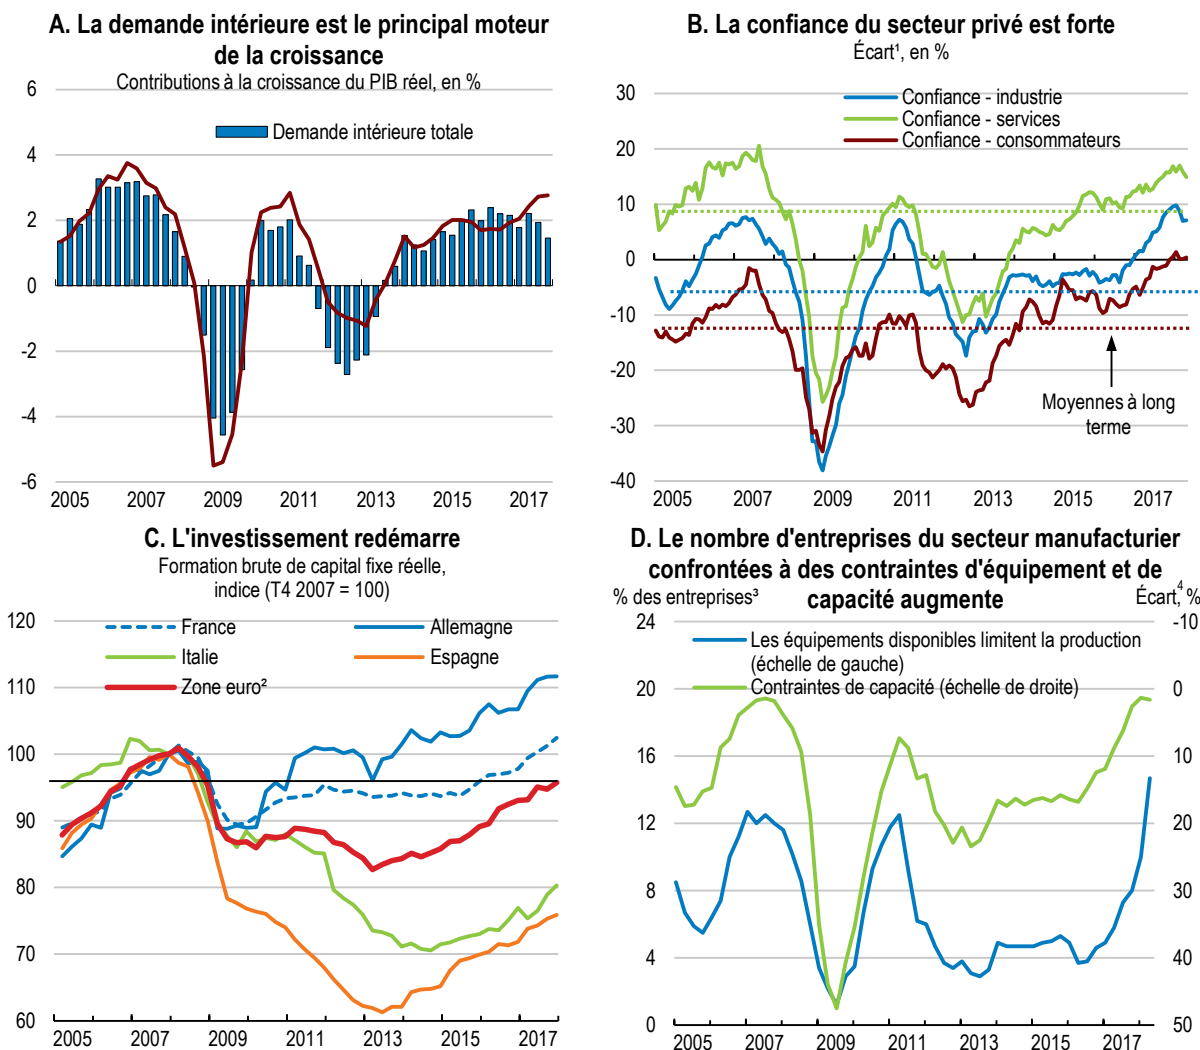 A. La demande intérieure est le principal moteur
de la croissance
Contributions à la croissance du PIB réel, en %
6
4
2
0
-2
-4
-6
Demande intérieure totale
2005 2007 2009 2011 2013 2015 2017
B. La confiance du secteur privé est forte
Écart¹, en %
30
20
10
0
-10
-20
-30
-40
Confiance - industrie
Confiance - services
Confiance - consommateurs
Moyennes à long
terme
2005 2007 2009 2011 2013 2015 2017
C. L'investissement redémarre
Formation brute de capital fixe réelle,
indice (T4 2007 = 100)
120
110
100
90
80
70
60
France
Allemagne
Italie
Espagne
Zone euro²
2005 2007 2009 2011 2013 2015 2017
D. Le nombre d'entreprises du secteur manufacturier
confrontées à des contraintes d'équipement et de
capacité augmente
% des entreprises³
Écart,⁴ %
24
20
16
12
8
4
0
-10
0
10
20
30
40
50
Les équipements disponibles limitent la production
(échelle de gauche)
Contraintes de capacité (échelle de droite)
2005 2007 2009 2011 2013 2015 2017